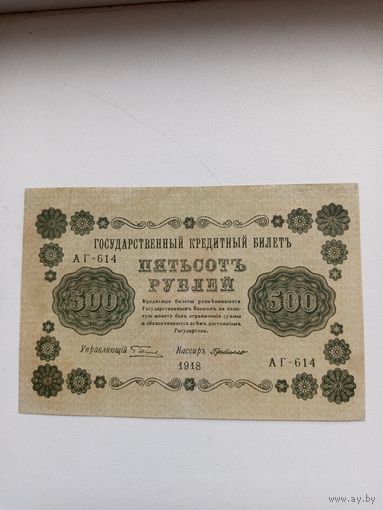 ГОСУДАРСТВЕННЫЙ КРЕДИТНЫЙ БИЛЕТЪ
АГ-614
ПЯТЬСОТЪ
РУБЛЕЙ
500
500
Кредитные билеты размѣниваются
Государственнымъ Банкомъ на золо-
тую монету безъ ограниченія суммы
и обезпечиваются всѣмъ достояніемъ
Государства.
Управляющій
Кассиръ
1918
АГ-614
www.ay.by